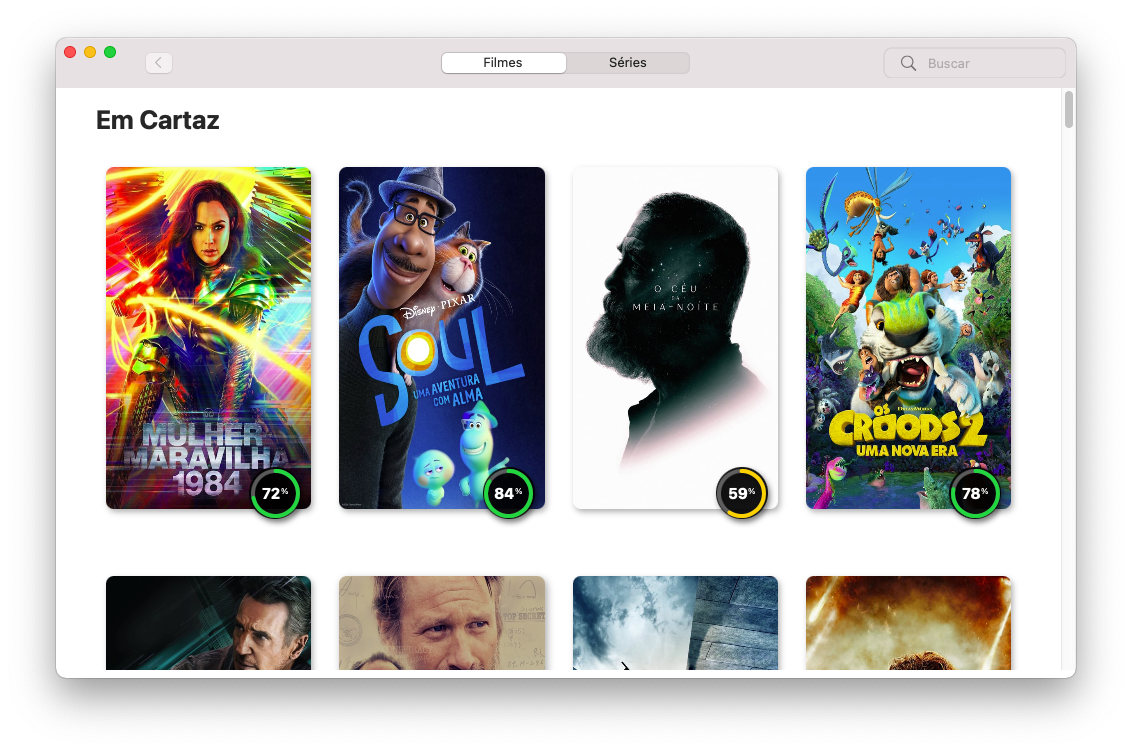 Filmes
Séries
Buscar
Em Cartaz
MULHER
MARAVILHA
1984
72%
Disney · PIXAR
SOUL
UMA AVENTURA
COM ALMA
84%
O CÉU
DA
MEIA-NOITE
59%
OS
CROODS 2
UMA NOVA ERA
78%
TOP SECRET